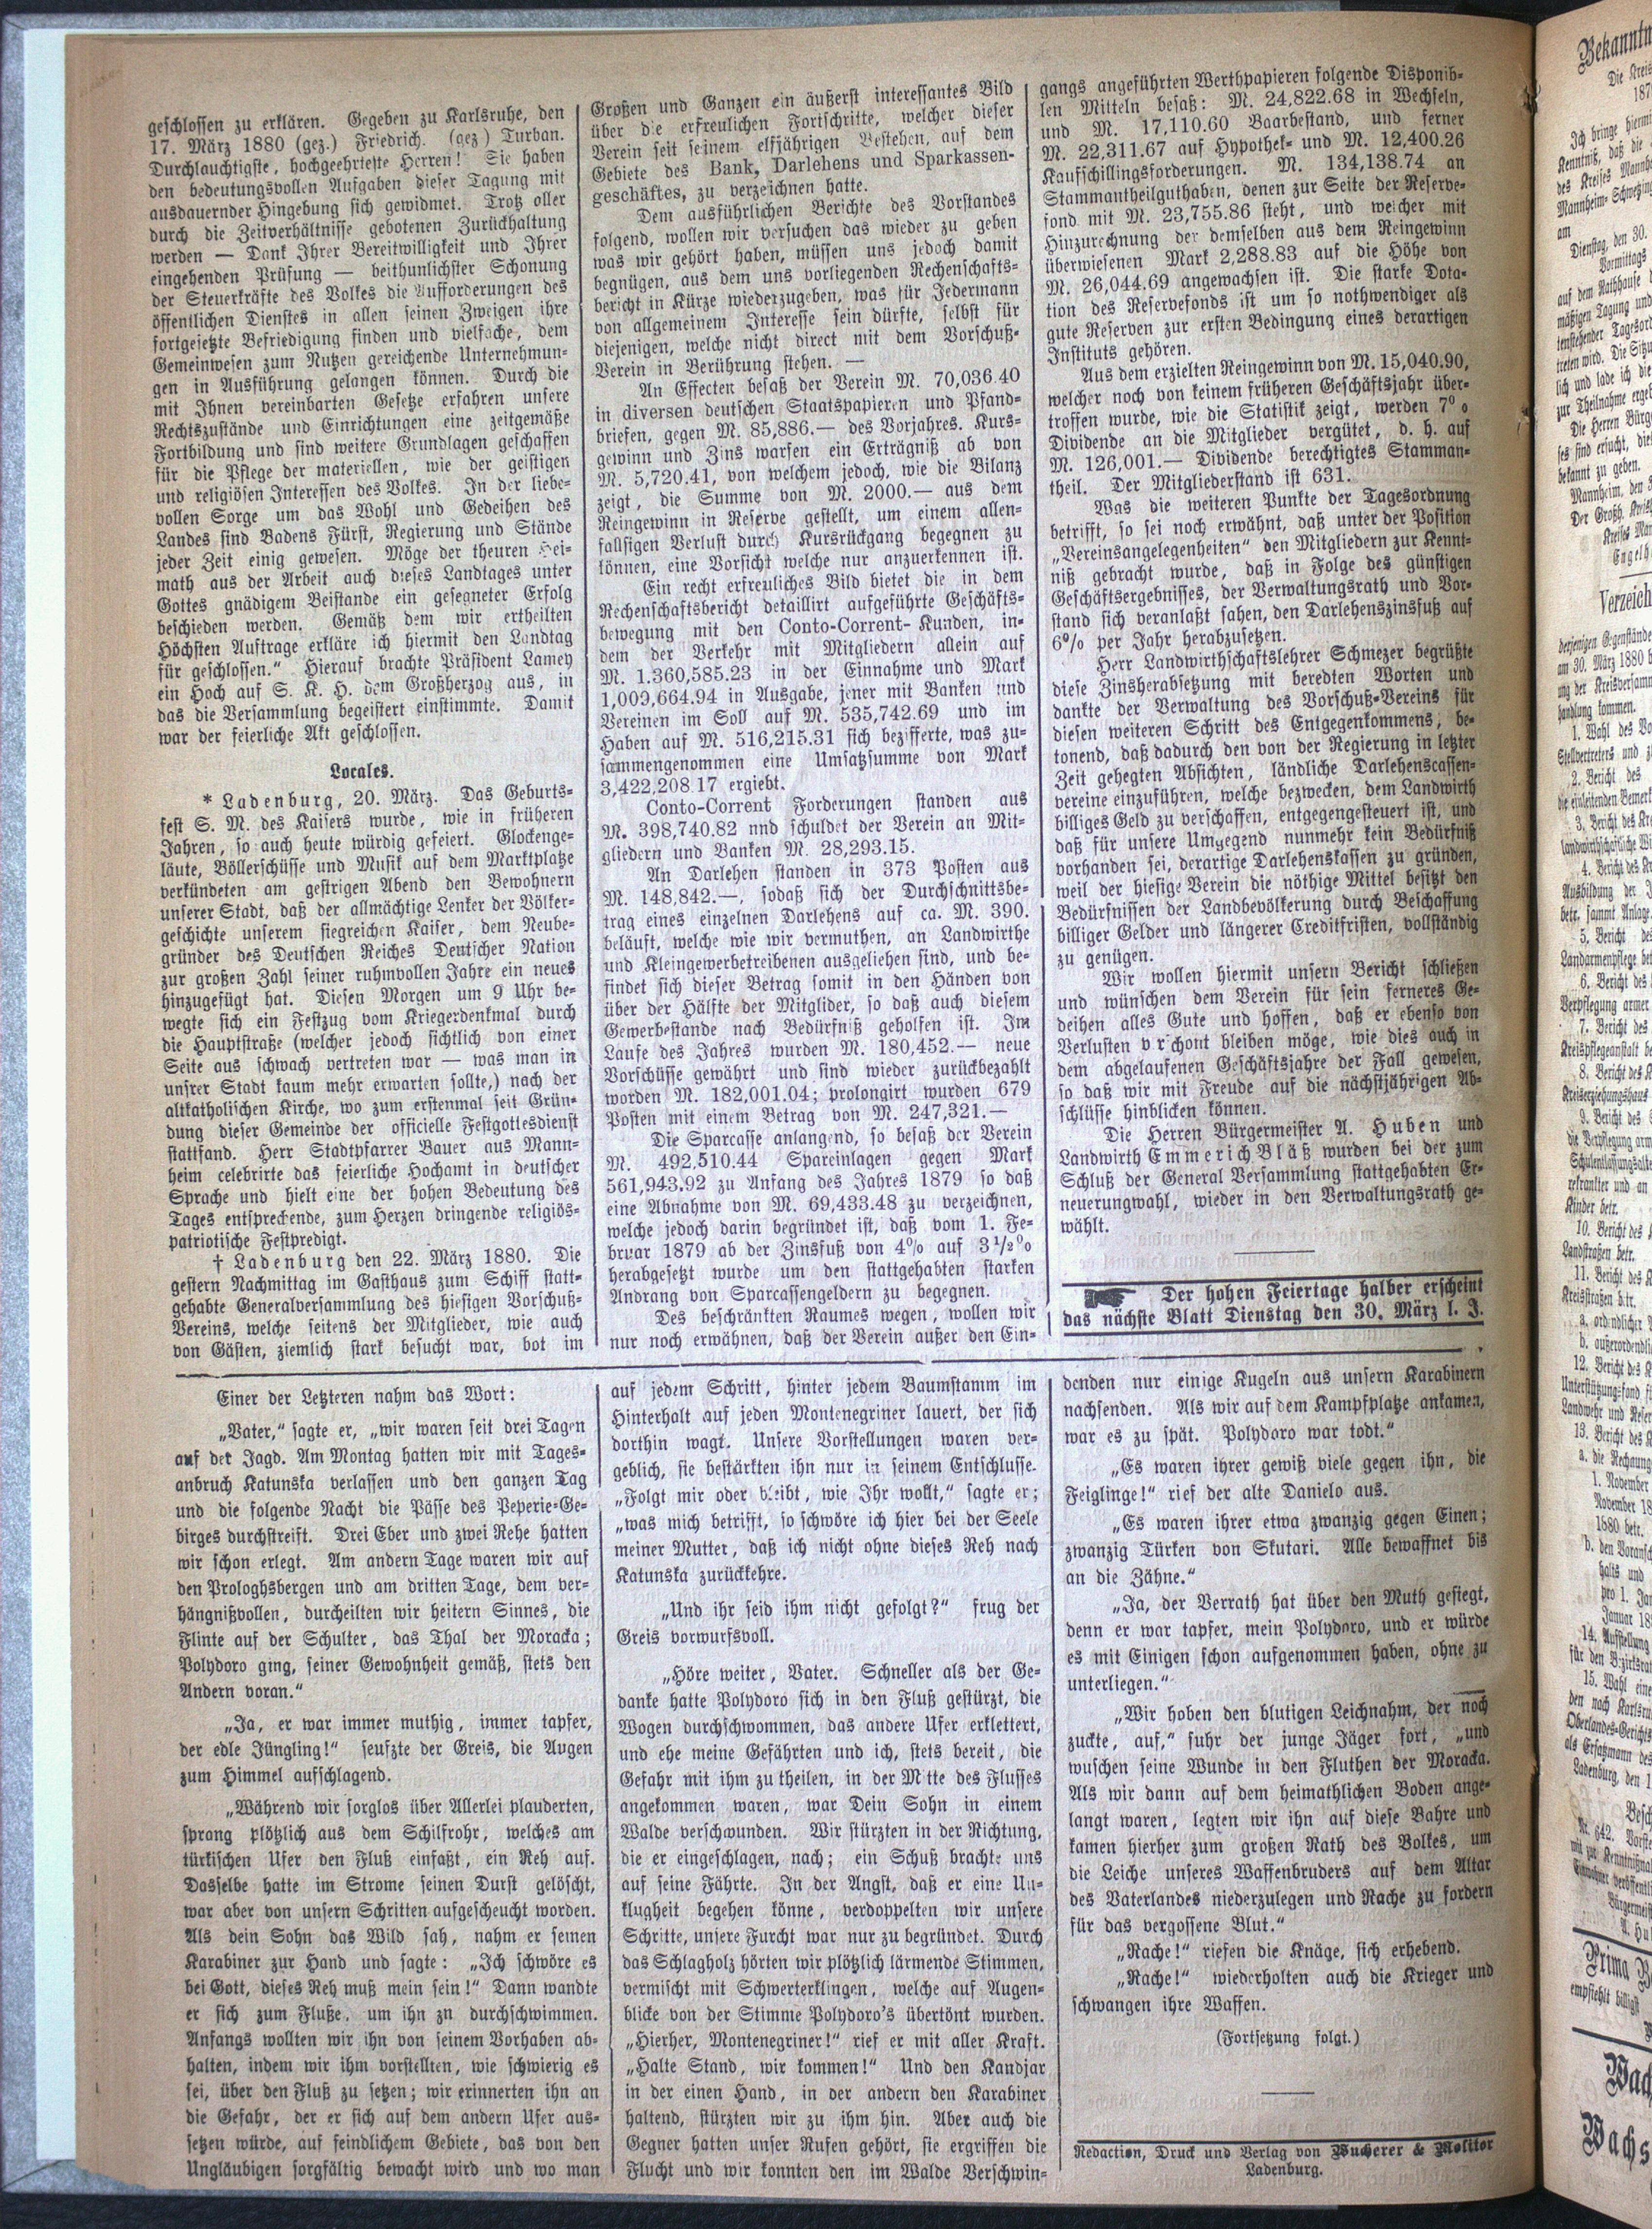 geschlossen zu erklären. Gegeben zu Karlsruhe, den
17. März 1880 (gez.) Friedrich. (gez) Turban.
Durchlauchtigste, hochgeehrteste Herren! Sie haben
den bedeutungsvollen Aufgaben dieser Tagung mit
ausdauernder Hingebung sich gewidmet. Trotz oller
durch die Zeitverhältnisse gebotenen Zurückhaltung
werden — Dank Ihrer Bereitwilligkeit und Ihrer
eingehenden Prüfung — beithunlichster Schonung
der Steuerkräfte des Volkes die Aufforderungen des
öffentlichen Dienstes in allen seinen Zweigen ihre
fortgesetzte Befriedigung finden und vielfache, dem
Gemeinwesen zum Nutzen gereichende Unternehmun-
gen in Ausführung gelangen können. Durch die
mit Ihnen vereinbarten Gesetze erfahren unsere
Rechtszustände und Einrichtungen eine zeitgemäße
Fortbildung und sind weitere Grundlagen geschaffen
für die Pflege der materiellen, wie der geistigen
und religiösen Interessen des Volkes. In der liebe-
vollen Sorge um das Wohl und Gedeihen des
Landes sind Badens Fürst, Regierung und Stände
jeder Zeit einig gewesen. Möge der theuren Hei-
math aus der Arbeit auch dieses Landtages unter
Gottes gnädigem Beistande ein gesegneter Erfolg
beschieden werden. Gemäß dem wir ertheilten
Höchsten Auftrage erkläre ich hiermit den Landtag
für geschlossen.“ Hierauf brachte Präsident Lamey
ein Hoch auf S. K. H. dem Großherzog aus, in
das die Versammlung begeistert einstimmte. Damit
war der feierliche Akt geschlossen.
Locales.
* Ladenburg, 20. März. Das Geburts-
fest S. M. des Kaisers wurde, wie in früheren
Jahren, so auch heute würdig gefeiert. Glockenge-
läute, Böllerschüsse und Musik auf dem Marktplatze
verkündeten am gestrigen Abend den Bewohnern
unserer Stadt, daß der allmächtige Lenker der Völker-
geschichte unserem siegreichen Kaiser, dem Neube-
gründer des Deutschen Reiches Deutscher Nation
zur großen Zahl seiner ruhmvollen Jahre ein neues
hinzugefügt hat. Diesen Morgen um 9 Uhr be-
wegte sich ein Festzug vom Kriegerdenkmal durch
die Hauptstraße (welcher jedoch sichtlich von einer
Seite aus schwach vertreten war — was man in
unsrer Stadt kaum mehr erwarten sollte,) nach der
altkatholischen Kirche, wo zum erstenmal seit Grün-
dung dieser Gemeinde der officielle Festgottesdienst
stattfand. Herr Stadtpfarrer Bauer aus Mann-
heim celebrirte das feierliche Hochamt in deutscher
Sprache und hielt eine der hohen Bedeutung des
Tages entsprechende, zum Herzen dringende religiös-
patriotische Festpredigt.
† Ladenburg den 22. März 1880. Die
gestern Nachmittag im Gasthaus zum Schiff statt-
gehabte Generalversammlung des hiesigen Vorschuß-
Vereins, welche seitens der Mitglieder, wie auch
von Gästen, ziemlich stark besucht war, bot im
Großen und Ganzen ein äußerst interessantes Bild
über die erfreulichen Fortschritte, welcher dieser
Verein seit seinem elfjährigen Bestehen, auf dem
Gebiete des Bank, Darlehens und Sparkassen-
geschäftes, zu verzeichnen hatte.
Dem ausführlichen Berichte des Vorstandes
folgend, wollen wir versuchen das wieder zu geben
was wir gehört haben, müssen uns jedoch damit
begnügen, aus dem uns vorliegenden Rechenschafts-
bericht in Kürze wiederzugeben, was für Jedermann
von allgemeinem Interesse sein dürfte, selbst für
diejenigen, welche nicht direct mit dem Vorschuß-
Verein in Berührung stehen. —
An Effecten besaß der Verein M. 70,036.40
in diversen deutschen Staatspapieren und Pfand-
briefen, gegen M. 85,886.— des Vorjahres. Kurs-
gewinn und Zins warfen ein Erträgniß ab von
M. 5,720.41, von welchem jedoch, wie die Bilanz
zeigt, die Summe von M. 2000.— aus dem
Reingewinn in Reserve gestellt, um einem allen-
fallsigen Verlust durch Kursrückgang begegnen zu
können, eine Vorsicht welche nur anzuerkennen ist.
Ein recht erfreuliches Bild bietet die in dem
Rechenschaftsbericht detaillirt aufgeführte Geschäfts-
bewegung mit den Conto-Corrent- Kunden, in-
dem der Verkehr mit Mitgliedern allein auf
M. 1.360,585.23 in der Einnahme und Mark
1,009,664.94 in Ausgabe, jener mit Banken und
Vereinen im Soll auf M. 535,742.69 und im
Haben auf M. 516,215.31 sich bezifferte, was zu-
sammengenommen eine Umsatzsumme von Mark
3,422,208 17 ergiebt.
Conto-Corrent Forderungen standen aus
M. 398,740.82 nnd schuldet der Verein an Mit-
gliedern und Banken M. 28,293.15.
An Darlehen standen in 373 Posten aus
M. 148,842.—, sodaß sich der Durchschnittsbe-
trag eines einzelnen Darlehens auf ca. M. 390.
beläuft, welche wie wir vermuthen, an Landwirthe
und Kleingewerbetreibenen ausgeliehen sind, und be-
findet sich dieser Betrag somit in den Händen von
über der Hälfte der Mitglider, so daß auch diesem
Gewerbestande nach Bedürfniß geholfen ist. Im
Laufe des Jahres wurden M. 180,452.— neue
Vorschüsse gewährt und sind wieder zurückbezahlt
worden M. 182,001.04; prolongirt wurden 679
Posten mit einem Betrag von M. 247,321.—
Die Sparcasse anlangend, so besaß der Verein
M. 492,510.44 Spareinlagen gegen Mark
561,943.92 zu Anfang des Jahres 1879 so daß
eine Abnahme von M. 69,433.48 zu verzeichnen,
welche jedoch darin begründet ist, daß vom 1. Fe-
bruar 1879 ab der Zinsfuß von 4% auf 3½%
herabgesetzt wurde um den stattgehabten starken
Andrang von Sparcassengeldern zu begegnen.
Des beschränkten Raumes wegen, wollen wir
nur noch erwähnen, daß der Verein außer den Ein-
gangs angeführten Werthpapieren folgende Disponib-
len Mitteln besaß: M. 24,822.68 in Wechseln,
und M. 17,110.60 Baarbestand, und ferner
M. 22,311.67 auf Hypothek- und M. 12,400.26
Kaufschillingsforderungen. M. 134,138.74 an
Stammantheilguthaben, denen zur Seite der Reserve-
fond mit M. 23,755.86 steht, und welcher mit
Hinzurechnung der demselben aus dem Reingewinn
überwiesenen Mark 2,288.83 auf die Höhe von
M. 26,044.69 angewachsen ist. Die starke Dota-
tion des Reservefonds ist um so nothwendiger als
gute Reserven zur ersten Bedingung eines derartigen
Instituts gehören.
Aus dem erzielten Reingewinn von M. 15,040.90,
welcher noch von keinem früheren Geschäftsjahr über-
troffen wurde, wie die Statistik zeigt, werden 7%
Dividende an die Mitglieder vergütet, d. h. auf
M. 126,001.— Dividende berechtigtes Stamman-
theil. Der Mitgliederstand ist 631.
Was die weiteren Punkte der Tagesordnung
betrifft, so sei noch erwähnt, daß unter der Position
„Vereinsangelegenheiten“ den Mitgliedern zur Kennt-
niß gebracht wurde, daß in Folge des günstigen
Geschäftsergebnisses, der Verwaltungsrath und Vor-
stand sich veranlaßt sahen, den Darlehenszinsfuß auf
6% per Jahr herabzusetzen.
Herr Landwirthschaftslehrer Schmezer begrüßte
diese Zinsherabsetzung mit beredten Worten und
dankte der Verwaltung des Vorschuß-Vereins für
diesen weiteren Schritt des Entgegenkommens, be-
tonend, daß dadurch den von der Regierung in letzter
Zeit gehegten Absichten, ländliche Darlehenscassen-
vereine einzuführen, welche bezwecken, dem Landwirth
billiges Geld zu verschaffen, entgegengesteuert ist, und
daß für unsere Umgegend nunmehr kein Bedürfniß
vorhanden sei, derartige Darlehenskassen zu gründen,
weil der hiesige Verein die nöthige Mittel besitzt den
Bedürfnissen der Landbevölkerung durch Beschaffung
billiger Gelder und längerer Creditfristen, vollständig
zu genügen.
Wir wollen hiermit unsern Bericht schließen
und wünschen dem Verein für sein ferneres Ge-
deihen alles Gute und hoffen, daß er ebenso von
Verlusten v rschont bleiben möge, wie dies auch in
dem abgelaufenen Geschäftsjahre der Fall gewesen,
so daß wir mit Freude auf die nächstjährigen Ab-
schlüsse hinblicken können.
Die Herren Bürgermeister A. Huben und
Landwirth Emmerich Bläß wurden bei der zum
Schluß der General Versammlung stattgehabten Er-
neuerungwahl, wieder in den Verwaltungsrath ge-
wählt.
Der hohen Feiertage halber erscheint
das nächste Blatt Dienstag den 30. März l. J.
Einer der Letzteren nahm das Wort:
„Vater,“ sagte er, „wir waren seit drei Tagen
auf det Jagd. Am Montag hatten wir mit Tages-
anbruch Katunska verlassen und den ganzen Tag
und die folgende Nacht die Pässe des Peperie-Ge-
birges durchstreift. Drei Eber und zwei Rehe hatten
wir schon erlegt. Am andern Tage waren wir auf
den Prologhsbergen und am dritten Tage, dem ver-
hängnißvollen, durcheilten wir heitern Sinnes, die
Flinte auf der Schulter, das Thal der Moracka;
Polydoro ging, seiner Gewohnheit gemäß, stets den
Andern voran.“
„Ja, er war immer muthig, immer tapfer,
der edle Jüngling!“ seufzte der Greis, die Augen
zum Himmel aufschlagend.
„Während wir sorglos über Allerlei plauderten,
sprang plötzlich aus dem Schilfrohr, welches am
türkischen Ufer den Fluß einfaßt, ein Reh auf.
Dasselbe hatte im Strome seinen Durst gelöscht,
war aber von unsern Schritten aufgescheucht worden.
Als dein Sohn das Wild sah, nahm er seinen
Karabiner zur Hand und sagte: „Ich schwöre es
bei Gott, dieses Reh muß mein sein!“ Dann wandte
er sich zum Fluße, um ihn zn durchschwimmen.
Anfangs wollten wir ihn von seinem Vorhaben ab-
halten, indem wir ihm vorstellten, wie schwierig es
sei, über den Fluß zu setzen; wir erinnerten ihn an
die Gefahr, der er sich auf dem andern Ufer aus-
setzen würde, auf feindlichem Gebiete, das von den
Ungläubigen sorgfältig bewacht wird und wo man
auf jedem Schritt, hinter jedem Baumstamm im
Hinterhalt auf jeden Montenegriner lauert, der sich
dorthin wagt. Unsere Vorstellungen waren ver-
geblich, sie bestärkten ihn nur in seinem Entschlusse.
„Folgt mir oder bleibt, wie Ihr wollt,“ sagte er;
„was mich betrifft, so schwöre ich hier bei der Seele
meiner Mutter, daß ich nicht ohne dieses Reh nach
Katunska zurückkehre.
„Und ihr seid ihm nicht gefolgt?“ frug der
Greis vorwurfsvoll.
„Höre weiter, Vater. Schneller als der Ge-
danke hatte Polydoro sich in den Fluß gestürzt, die
Wogen durchschwommen, das andere Ufer erklettert,
und ehe meine Gefährten und ich, stets bereit, die
Gefahr mit ihm zu theilen, in der Mitte des Flusses
angekommen waren, war Dein Sohn in einem
Walde verschwunden. Wir stürzten in der Richtung,
die er eingeschlagen, nach; ein Schuß brachte uns
auf seine Fährte. In der Angst, daß er eine Un-
klugheit begehen könne, verdoppelten wir unsere
Schritte, unsere Furcht war nur zu begründet. Durch
das Schlagholz hörten wir plötzlich lärmende Stimmen,
vermischt mit Schwerterklingen, welche auf Augen-
blicke von der Stimme Polydoro's übertönt wurden.
„Hierher, Montenegriner!“ rief er mit aller Kraft.
„Halte Stand, wir kommen!“ Und den Kandjar
in der einen Hand, in der andern den Karabiner
haltend, stürzten wir zu ihm hin. Aber auch die
Gegner hatten unser Rufen gehört, sie ergriffen die
Flucht und wir konnten den im Walde Verschwin-
denden nur einige Kugeln aus unsern Karabinern
nachsenden. Als wir auf dem Kampfplatze ankamen,
war es zu spät. Polydoro war todt.“
„Es waren ihrer gewiß viele gegen ihn, die
Feiglinge!“ rief der alte Danielo aus.
„Es waren ihrer etwa zwanzig gegen Einen;
zwanzig Türken von Skutari. Alle bewaffnet bis
an die Zähne.“
„Ja, der Verrath hat über den Muth gesiegt,
denn er war tapfer, mein Polydoro, und er würde
es mit Einigen schon aufgenommen haben, ohne zu
unterliegen.“
„Wir hoben den blutigen Leichnahm, der noch
zuckte, auf,“ fuhr der junge Jäger fort, „und
wuschen seine Wunde in den Fluthen der Moracka.
Als wir dann auf dem heimathlichen Boden ange-
langt waren, legten wir ihn auf diese Bahre und
kamen hierher zum großen Rath des Volkes, um
die Leiche unseres Waffenbruders auf dem Altar
des Vaterlandes niederzulegen und Rache zu fordern
für das vergossene Blut.“
„Rache!“ riefen die Knäge, sich erhebend.
„Rache!“ wiederholten auch die Krieger und
schwangen ihre Waffen.
(Fortsetzung folgt.)
Redaction, Druck und Verlag von Wucherer & Molitor
Ladenburg.